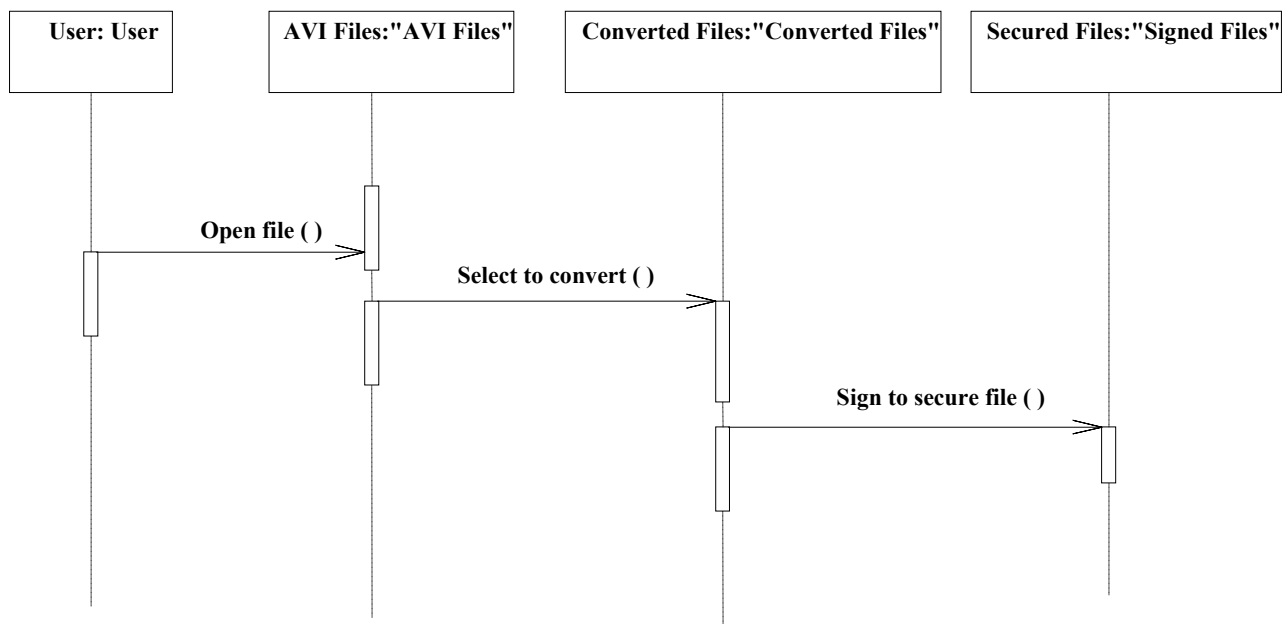 User: User
AVI Files:"AVI Files"
Converted Files:"Converted Files"
Secured Files:"Signed Files"
Open file ( )
Select to convert ( )
Sign to secure file ( )